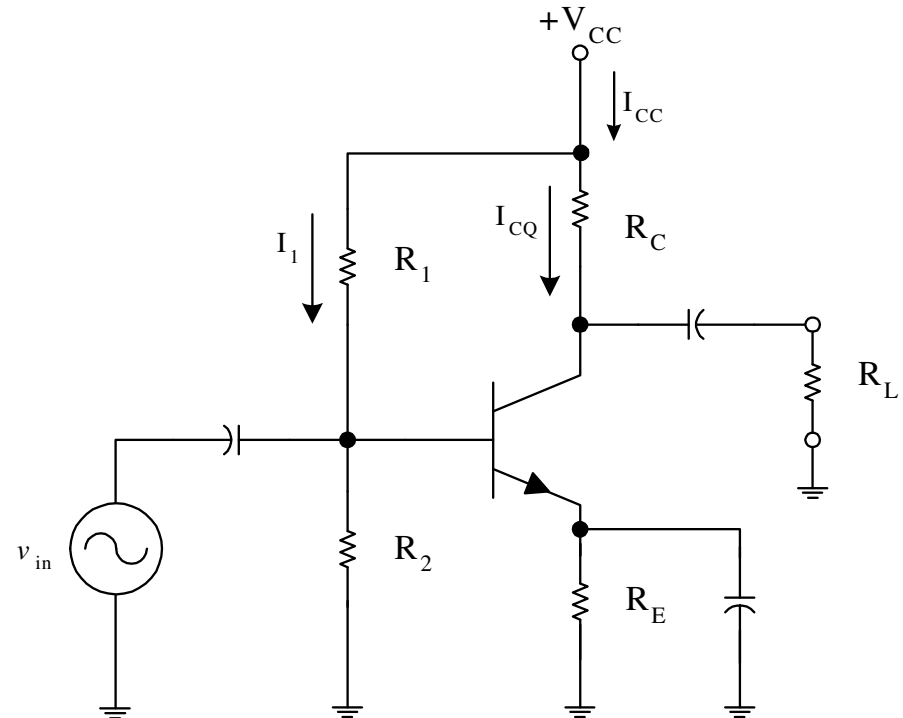 +V_CC
I_CC
I_CQ
R_C
I_1
R_1
R_L
v_in
R_2
R_E